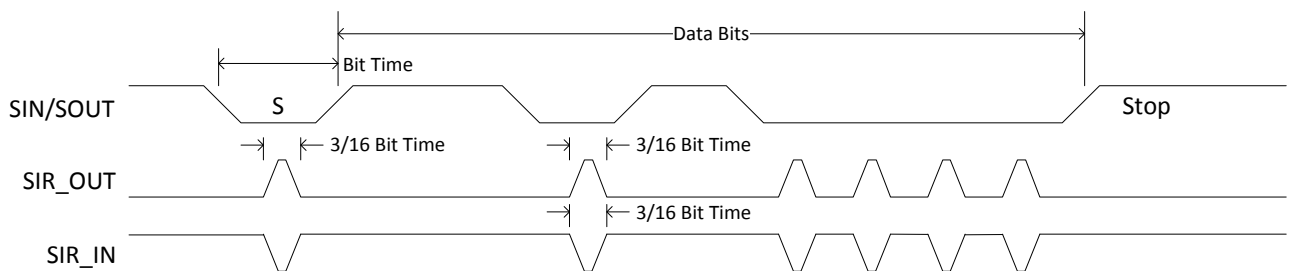 Data Bits
Bit Time
SIN/SOUT
S
Stop
3/16 Bit Time
3/16 Bit Time
SIR_OUT
3/16 Bit Time
SIR_IN